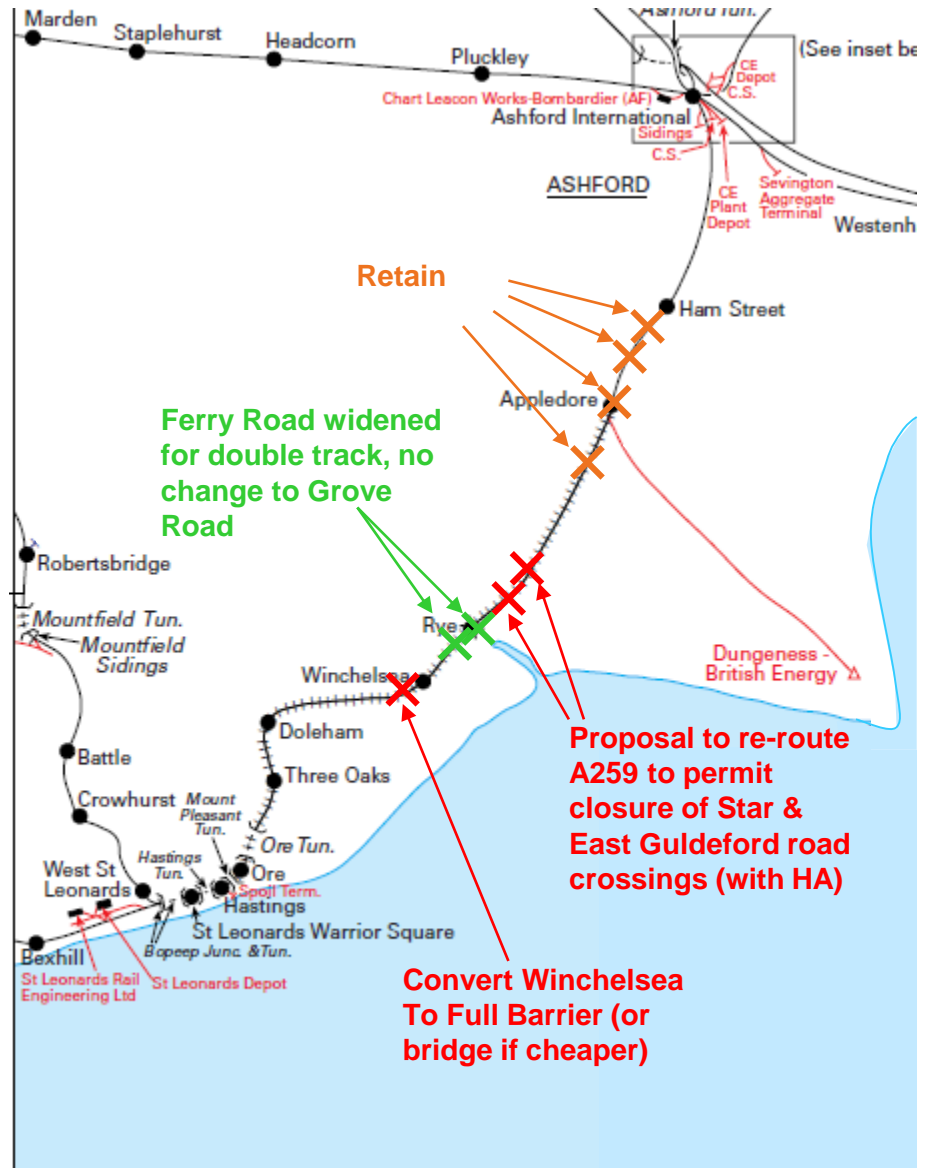 Marden
Staplehurst
Headcorn
Pluckley
Ashford Tun.
(See inset be
CE
Depot
C.S.
Chart Leacon Works-Bombardier (AF)
Ashford International
Sidings
C.S.
ASHFORD
CE
Plant
Depot
Sevington
Aggregate
Terminal
Westenh
Retain
Ham Street
Appledore
Ferry Road widened
for double track, no
change to Grove
Road
Robertsbridge
Mountfield Tun.
Mountfield
Sidings
Rye
Winchelsea
Dungeness -
British Energy
Doleham
Proposal to re-route
A259 to permit
closure of Star &
East Guldeford road
crossings (with HA)
Battle
Three Oaks
Crowhurst
Mount
Pleasant
Tun.
Ore Tun.
Hastings
Tun.
West St
Leonards
Ore
Spoil Term.
Hastings
St Leonards Warrior Square
Bopeep Junc. &Tun.
Bexhill
St Leonards Rail
Engineering Ltd
St Leonards Depot
Convert Winchelsea
To Full Barrier (or
bridge if cheaper)